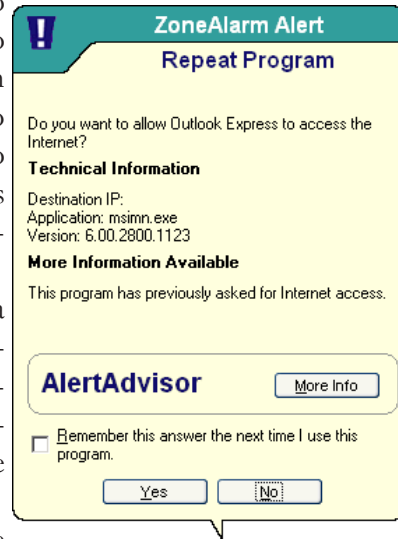 ZoneAlarm Alert
Repeat Program
Do you want to allow Outlook Express to access the
Internet?
Technical Information
Destination IP:
Application: msimn.exe
Version: 6.00.2800.1123
More Information Available
This program has previously asked for Internet access.
AlertAdvisor
More Info
Remember this answer the next time I use this
program.
Yes
No